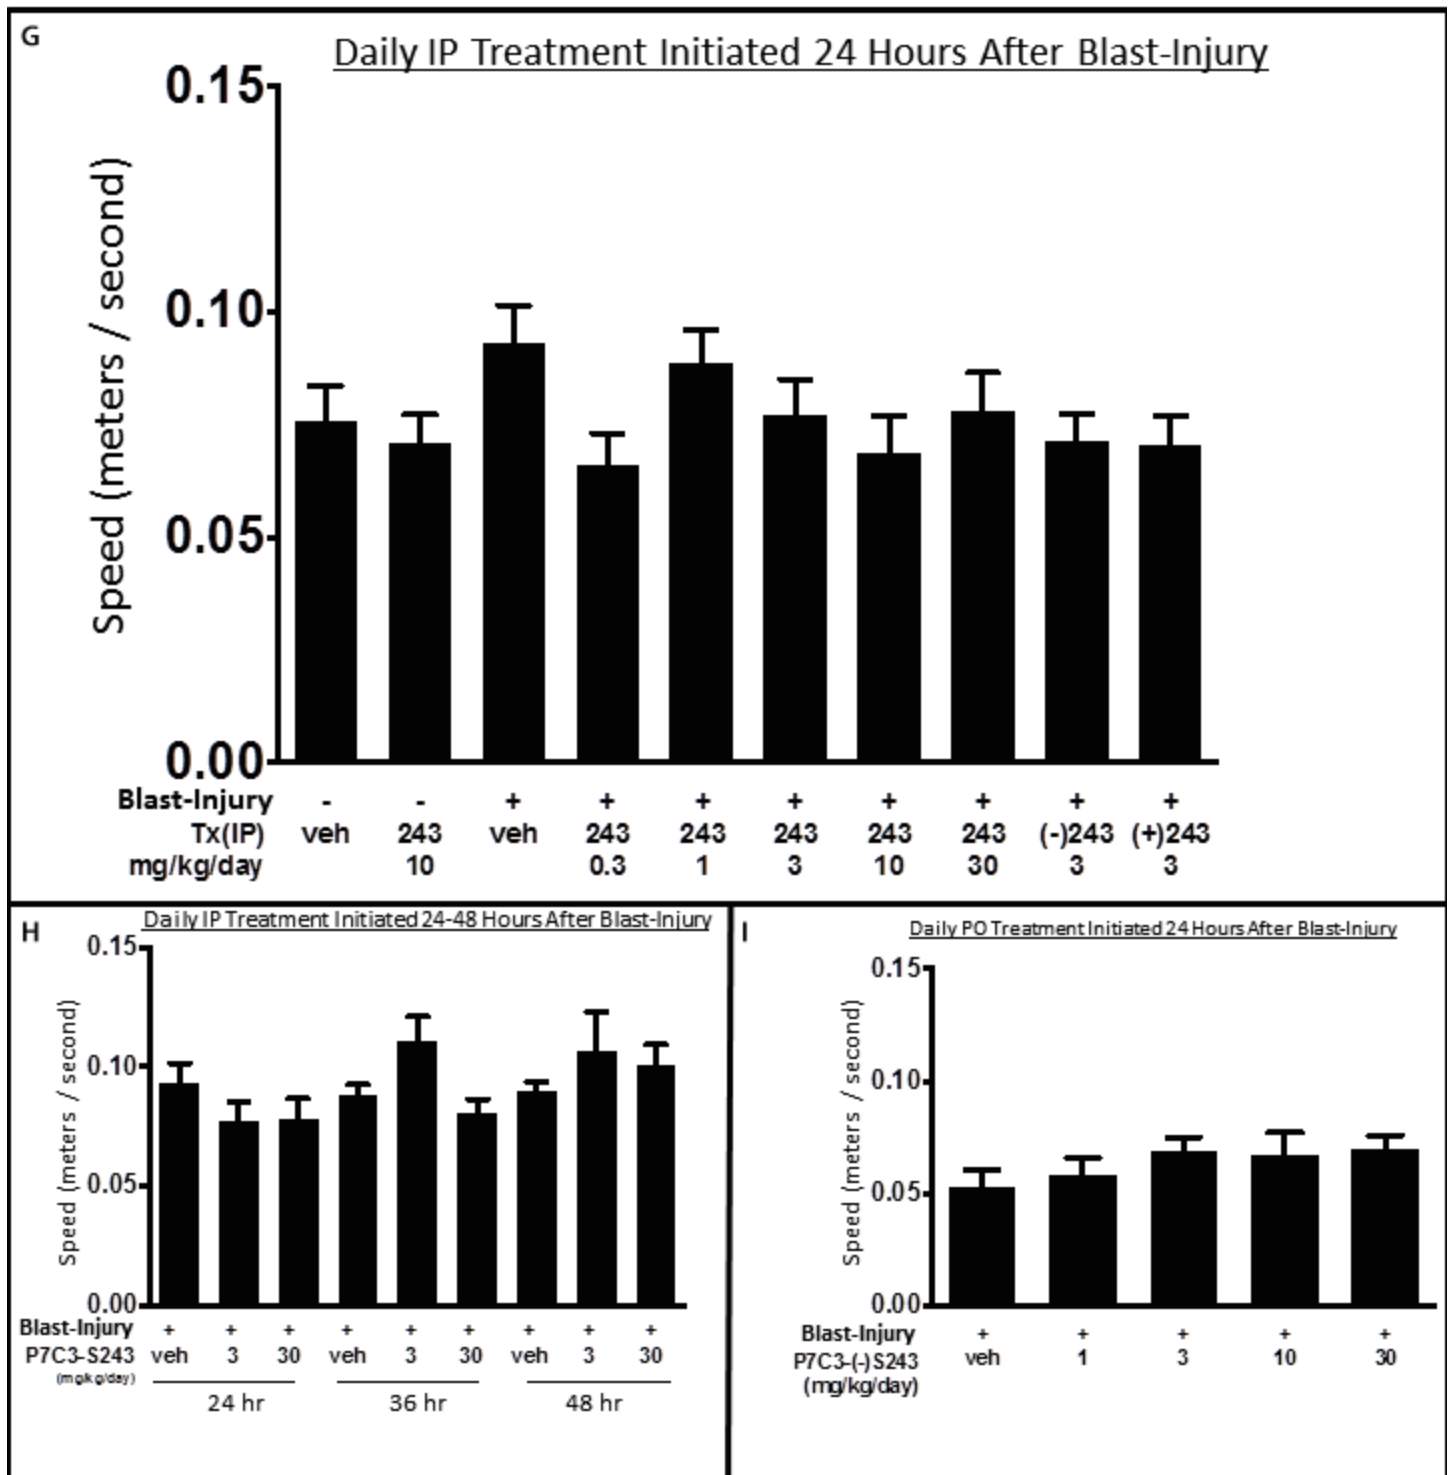 G
Daily IP Treatment Initiated 24 Hours After Blast-Injury
0.15
0.10
0.05
0.00
Speed (meters / second)
Blast-Injury - - + + + + + + + +
Tx(IP) veh 243 veh 243 243 243 243 243 (-)243 (+)243
mg/kg/day 10 0.3 1 3 10 30 3 3
H
Daily IP Treatment Initiated 24-48 Hours After Blast-Injury
0.15
0.10
0.05
0.00
Speed (meters / second)
Blast-Injury + + + + + + + + +
P7C3-S243 veh 3 30 veh 3 30 veh 3 30
(mg/kg/day)
24 hr 36 hr 48 hr
I
Daily PO Treatment Initiated 24 Hours After Blast-Injury
0.15
0.10
0.05
0.00
Speed (meters / second)
Blast-Injury + + + + +
P7C3-(-)S243 veh 1 3 10 30
(mg/kg/day)